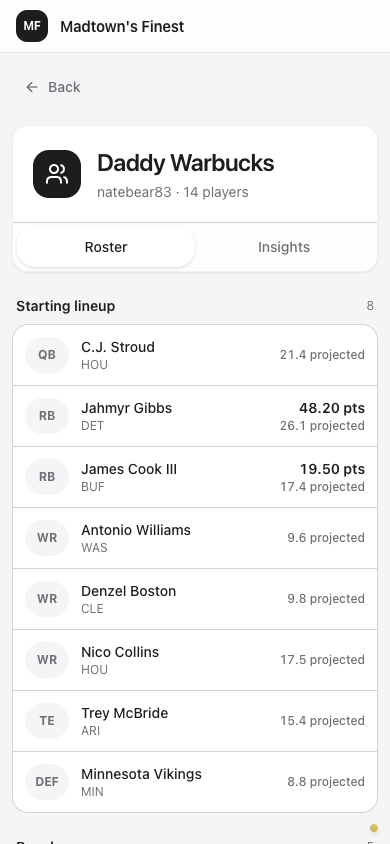 MF Madtown's Finest
Back
Daddy Warbucks
natebear83 · 14 players
Roster Insights
Starting lineup 8
QB C.J. Stroud 21.4 projected
HOU
RB Jahmyr Gibbs 48.20 pts
DET 26.1 projected
RB James Cook III 19.50 pts
BUF 17.4 projected
WR Antonio Williams 9.6 projected
WAS
WR Denzel Boston 9.8 projected
CLE
WR Nico Collins 17.5 projected
HOU
TE Trey McBride 15.4 projected
ARI
DEF Minnesota Vikings 8.8 projected
MIN